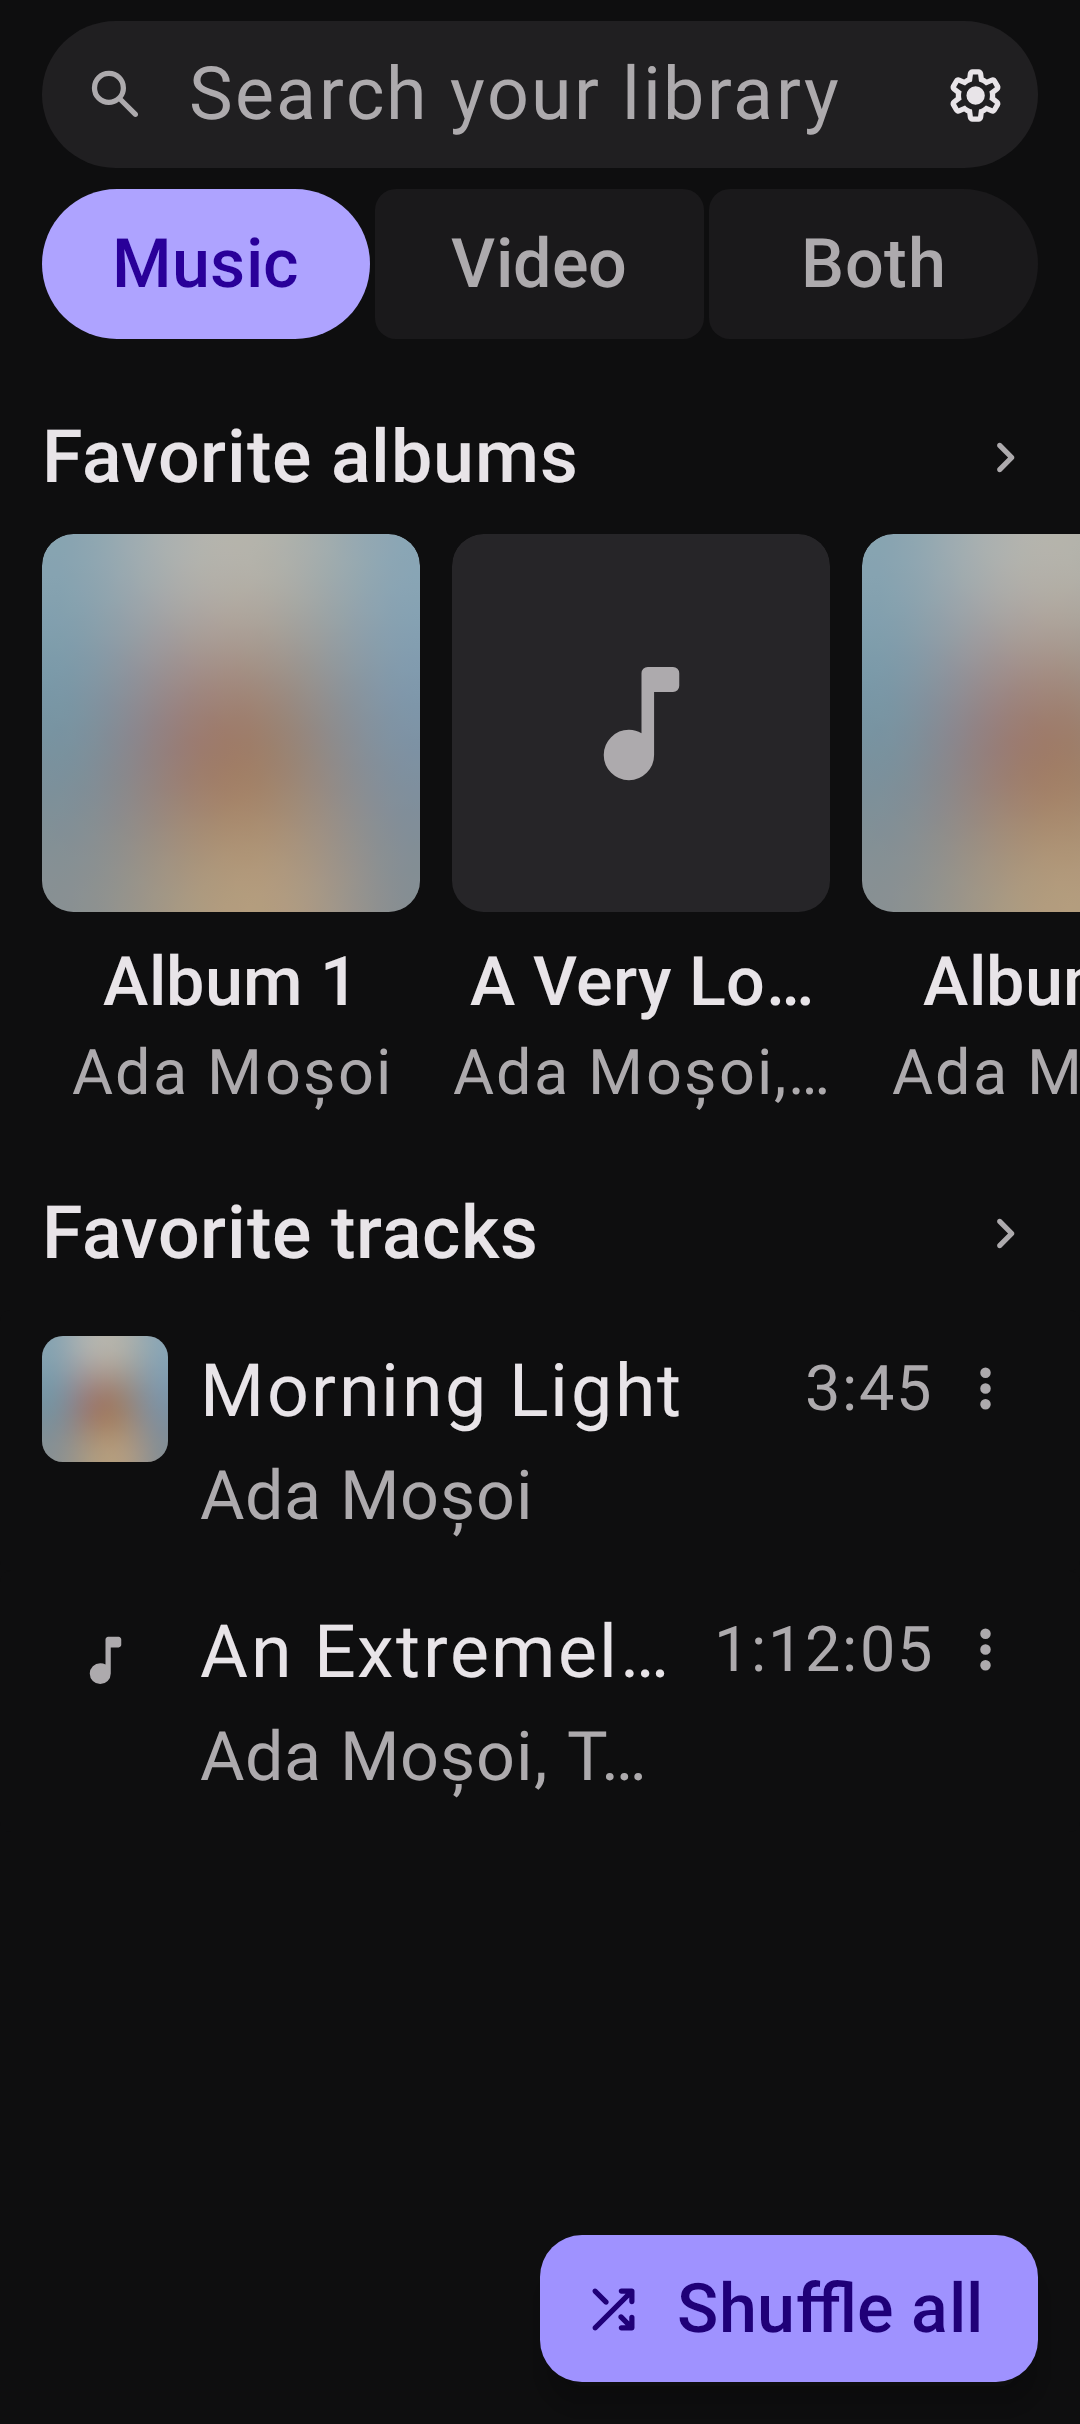 Search your library
Music Video Both
Favorite albums
Album 1 A Very Lo… Albu
Ada Moșoi Ada Moșoi,… Ada M
Favorite tracks
Morning Light 3:45
Ada Moșoi
An Extremel… 1:12:05
Ada Moșoi, T…
Shuffle all